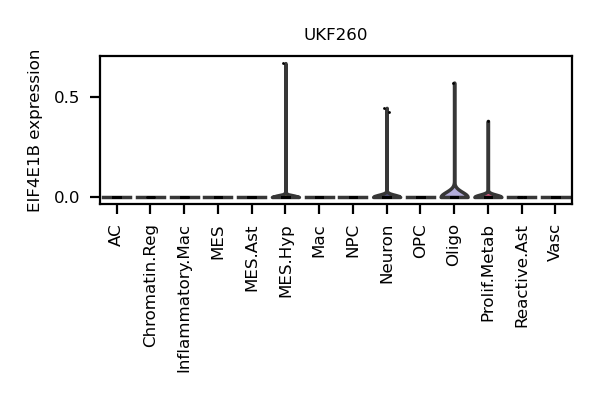 UKF260
EIF4E1B expression
0.5
0.0
AC
Chromatin.Reg
Inflammatory.Mac
MES
MES.Ast
MES.Hyp
Mac
NPC
Neuron
OPC
Oligo
Prolif.Metab
Reactive.Ast
Vasc